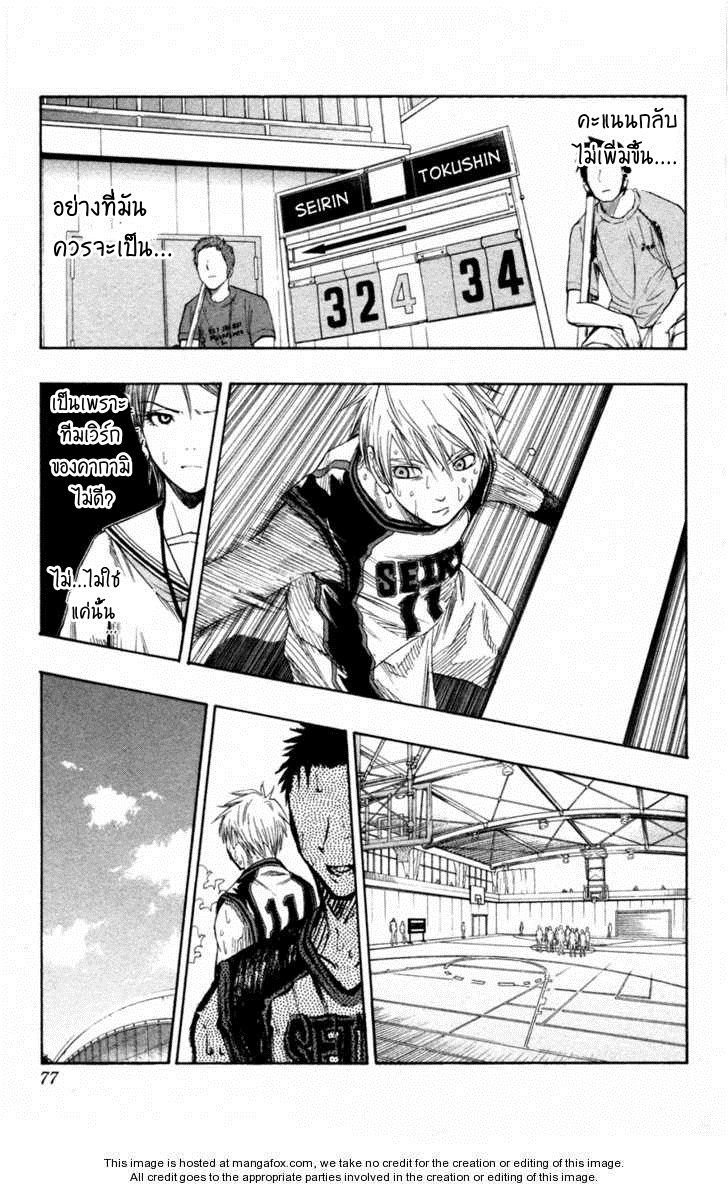 คะแนนกลับ
ไม่เพิ่มขึ้น....
อย่างที่มัน
ควรจะเป็น...
SEIRIN
TOKUSHIN
32 4 34
เป็นเพราะ
ทีมเวิร์ก
ของคากามิ
ไม่ดี?
ไม่...ไม่ใช่
แค่นั้น
...
SEIRI
11
11
SEI
77
This image is hosted at mangafox.com, we take no credit for the creation or editing of this image.
All credit goes to the appropriate parties involved in the creation or editing of this image.